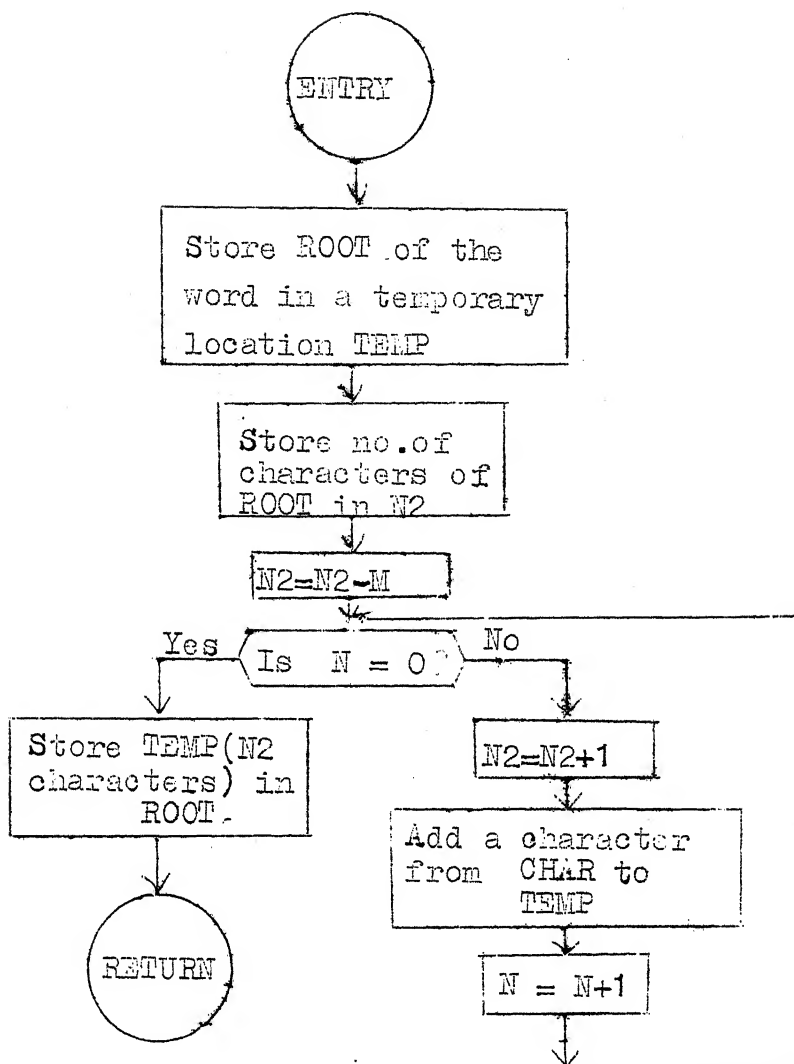 ENTRY
Store ROOT of the
word in a temporary
location TEMP
Store no.of
characters of
ROOT in N2
N2=N2-M
Yes
Is N = 0?
No
Store TEMP(N2
characters) in
ROOT.
RETURN
N2=N2+1
Add a character
from CHAR to
TEMP
N = N+1